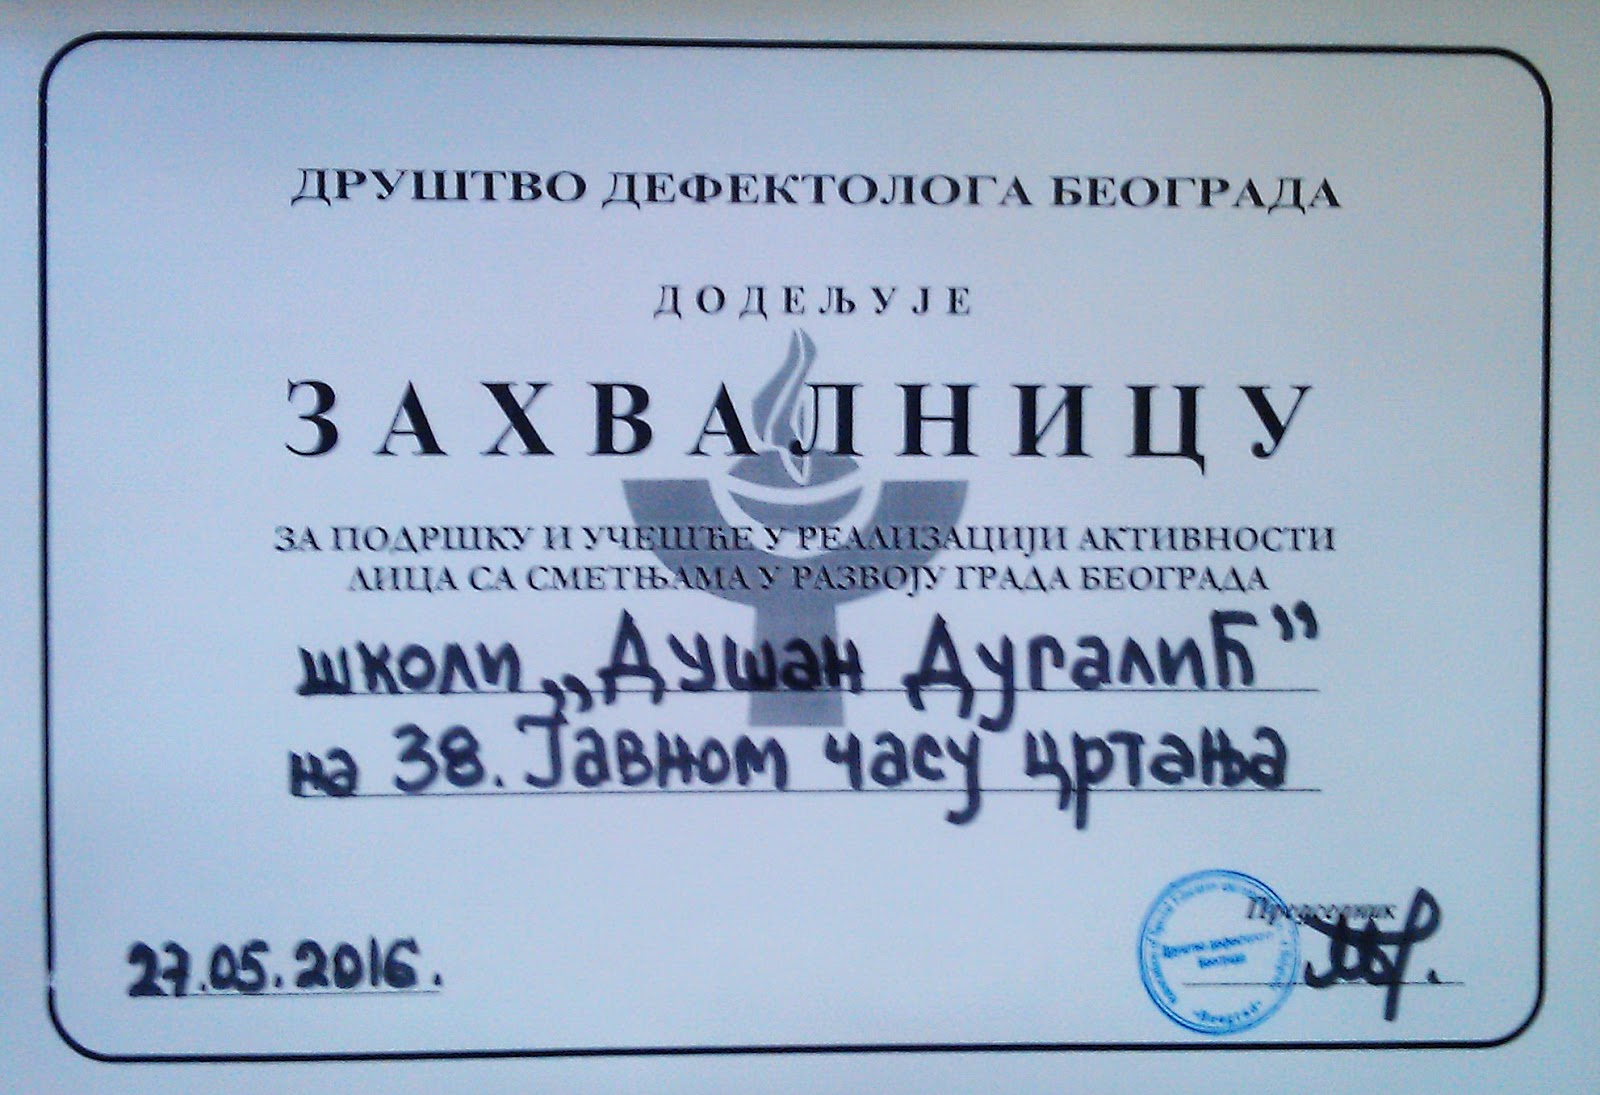 ДРУШТВО ДЕФЕКТОЛОГА БЕОГРАДА
ДОДЕЉУЈЕ
ЗАХВАЛНИЦУ
ЗА ПОДРШКУ И УЧЕШЋЕ У РЕАЛИЗАЦИЈИ АКТИВНОСТИ
ЛИЦА СА СМЕТЊАМА У РАЗВОЈУ ГРАДА БЕОГРАДА
школи „Душан Дугалић”
на 38. Јавном часу цртања
Председник
27.05.2016.